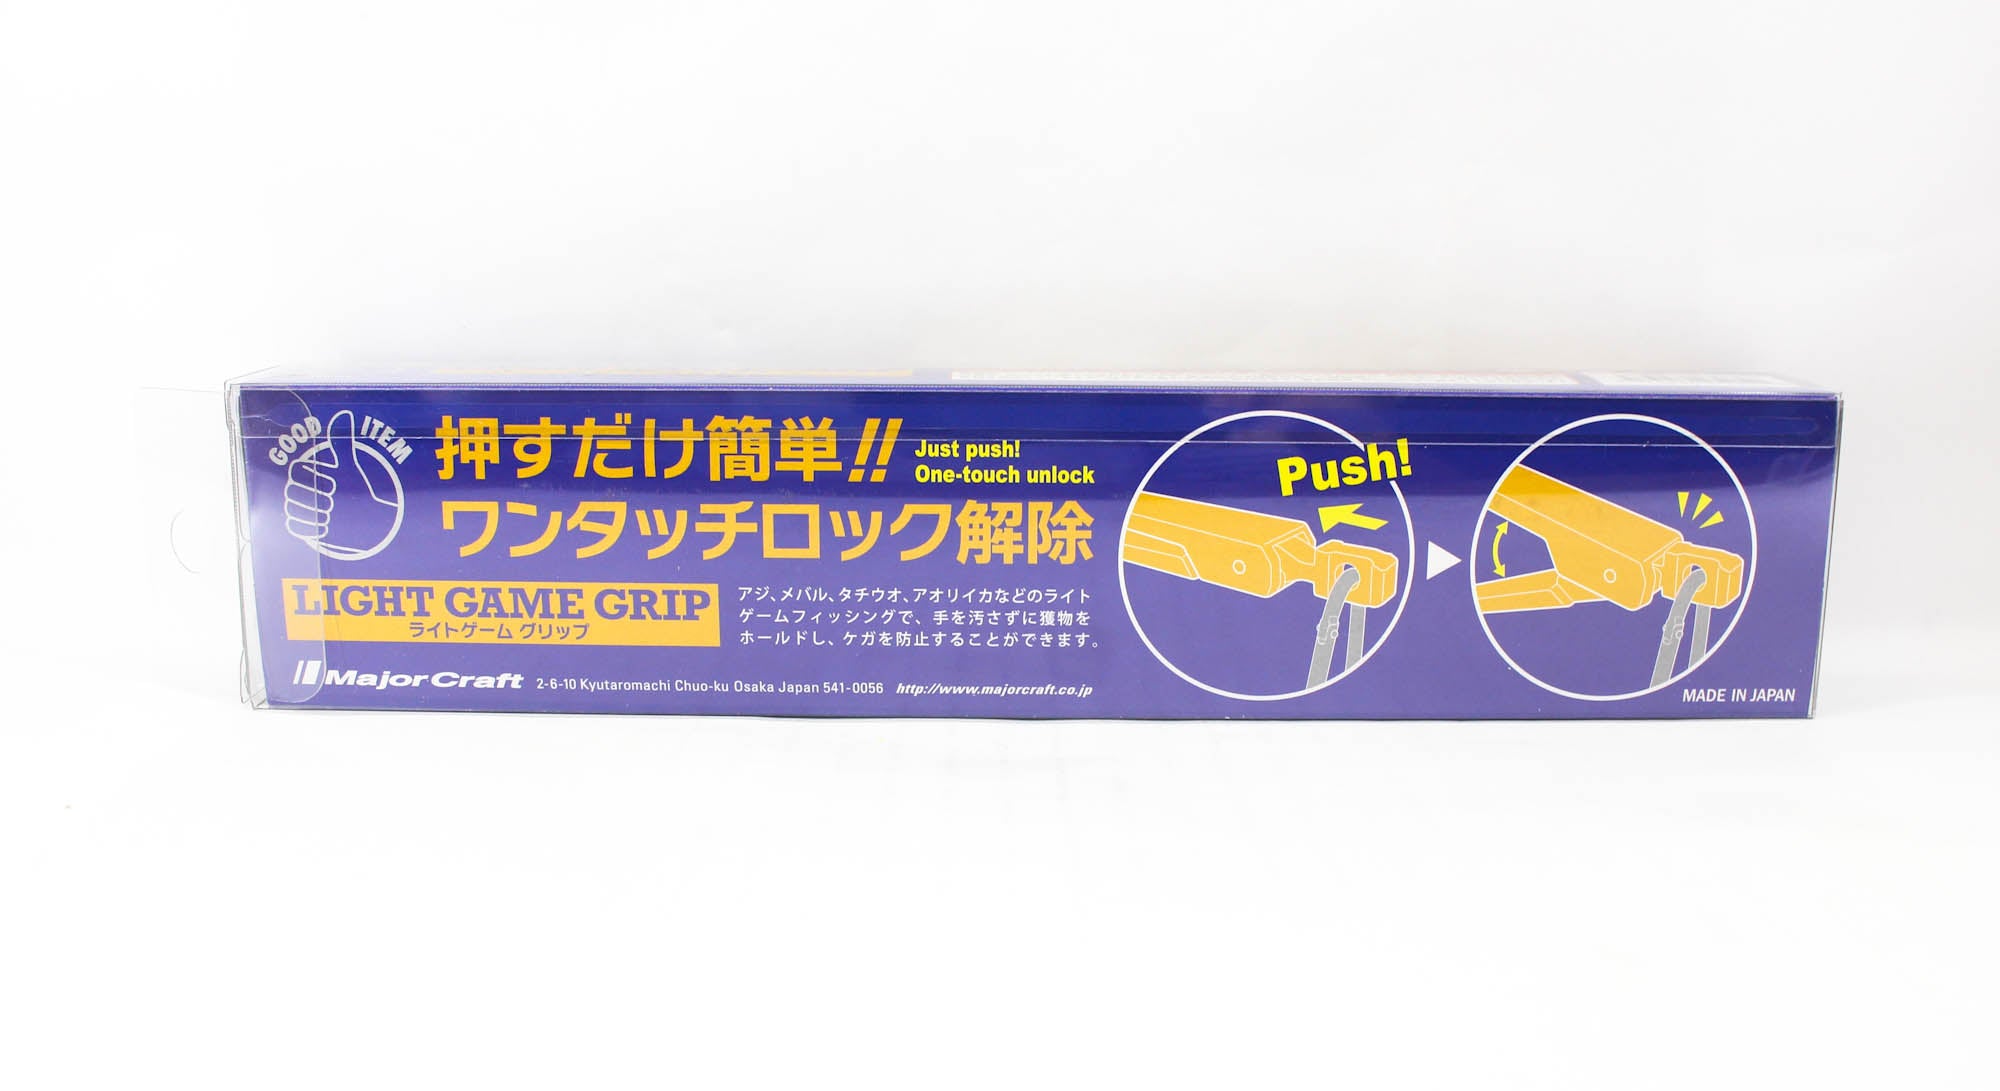 GOOD ITEM
押すだけ簡単!!
Just push!
One-touch unlock
ワンタッチロック解除
LIGHT GAME GRIP
ライトゲーム グリップ
アジ、メバル、タチウオ、アオリイカなどのライト
ゲームフィッシングで、手を汚さずに獲物を
ホールドし、ケガを防止することができます。
Major Craft
2-6-10 Kyutaromachi Chuo-ku Osaka Japan 541-0056 http://www.majorcraft.co.jp
Push!
MADE IN JAPAN